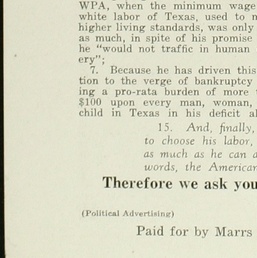 WPA, when the minimum wage
white labor of Texas, used to
higher living standards, was only
as much, in spite of his promise
he "would not traffic in human
ery";
7. Because he has driven this
tion to the verge of bankruptcy
ing a pro-rata burden of more
$100 upon every man, woman,
child in Texas in his deficit
15. And, finally,
to choose his labor,
as much as he can
words, the American
Therefore we ask you
(Political Advertising)
Paid for by Marrs